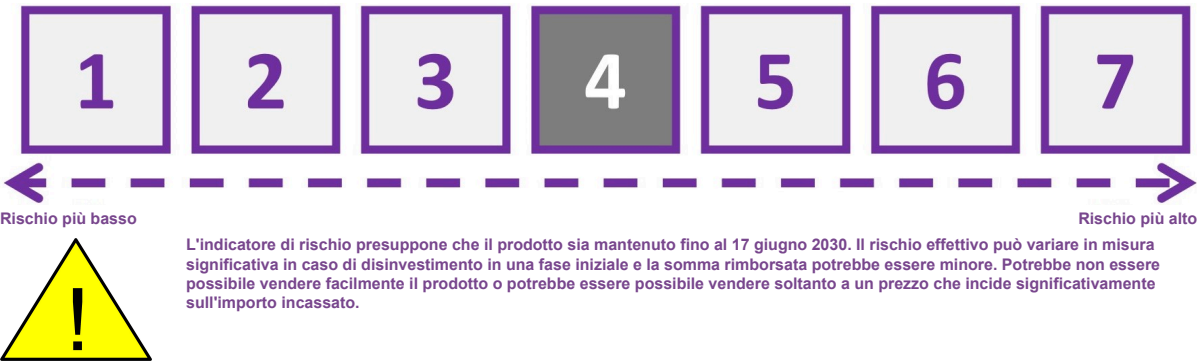 1 2 3 4 5 6 7
Rischio più basso Rischio più alto
L'indicatore di rischio presuppone che il prodotto sia mantenuto fino al 17 giugno 2030. Il rischio effettivo può variare in misura
significativa in caso di disinvestimento in una fase iniziale e la somma rimborsata potrebbe essere minore. Potrebbe non essere
possibile vendere facilmente il prodotto o potrebbe essere possibile vendere soltanto a un prezzo che incide significativamente
sull'importo incassato.
!